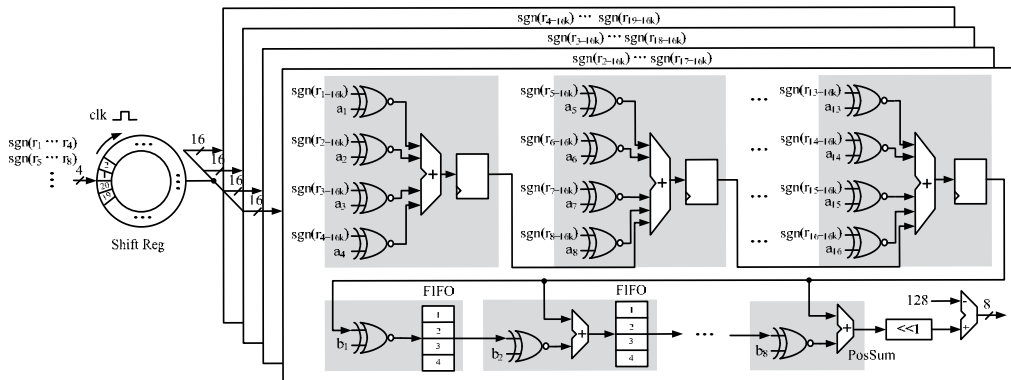 sgn(r4−16k) ··· sgn(r19−16k)
sgn(r3−16k) ··· sgn(r18−16k)
sgn(r2−16k) ··· sgn(r17−16k)
clk
sgn(r1 ··· r4)
sgn(r5 ··· r8)
4
1
20
19
Shift Reg
16
16
16
16
sgn(r1−16k)
a1
sgn(r2−16k)
a2
sgn(r3−16k)
a3
sgn(r4−16k)
a4
+
sgn(r5−16k)
a5
sgn(r6−16k)
a6
sgn(r7−16k)
a7
sgn(r8−16k)
a8
+
sgn(r13−16k)
a13
sgn(r14−16k)
a14
sgn(r15−16k)
a15
sgn(r16−16k)
a16
+
b1
FIFO
1
2
3
4
b2
+
FIFO
1
2
3
4
b8
+
PosSum
<<1
128
−
+
8